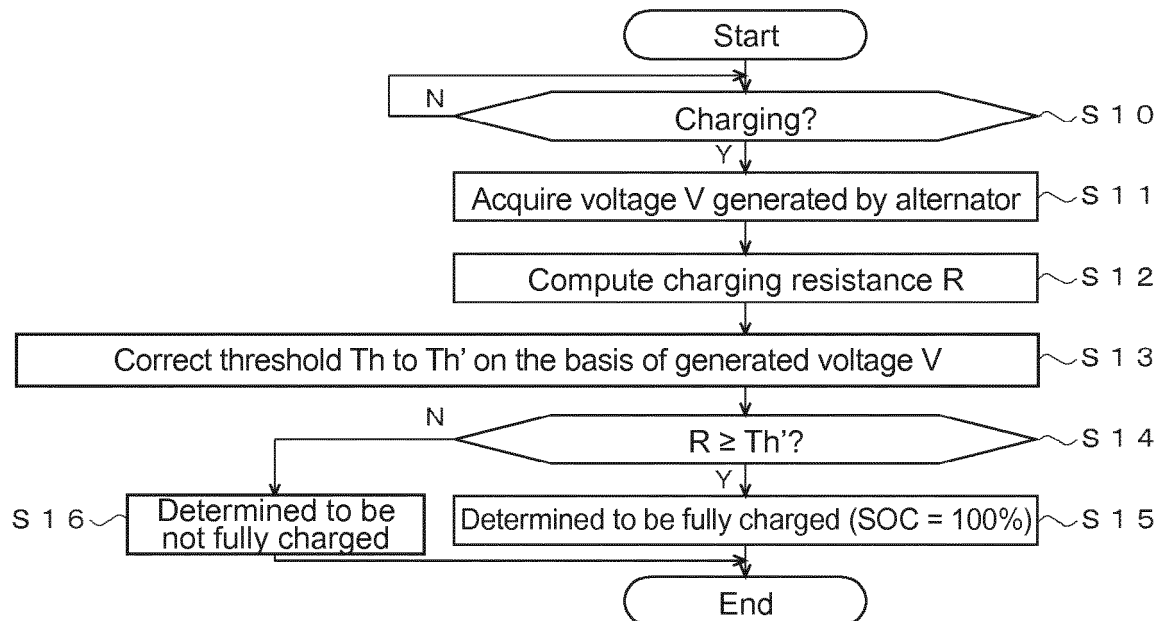 Start
N
Charging?
S10
Y
Acquire voltage V generated by alternator
S11
Compute charging resistance R
S12
Correct threshold Th to Th' on the basis of generated voltage V
S13
N
R ≥ Th'?
S14
Y
S16
Determined to be
not fully charged
Determined to be fully charged (SOC = 100%)
S15
End